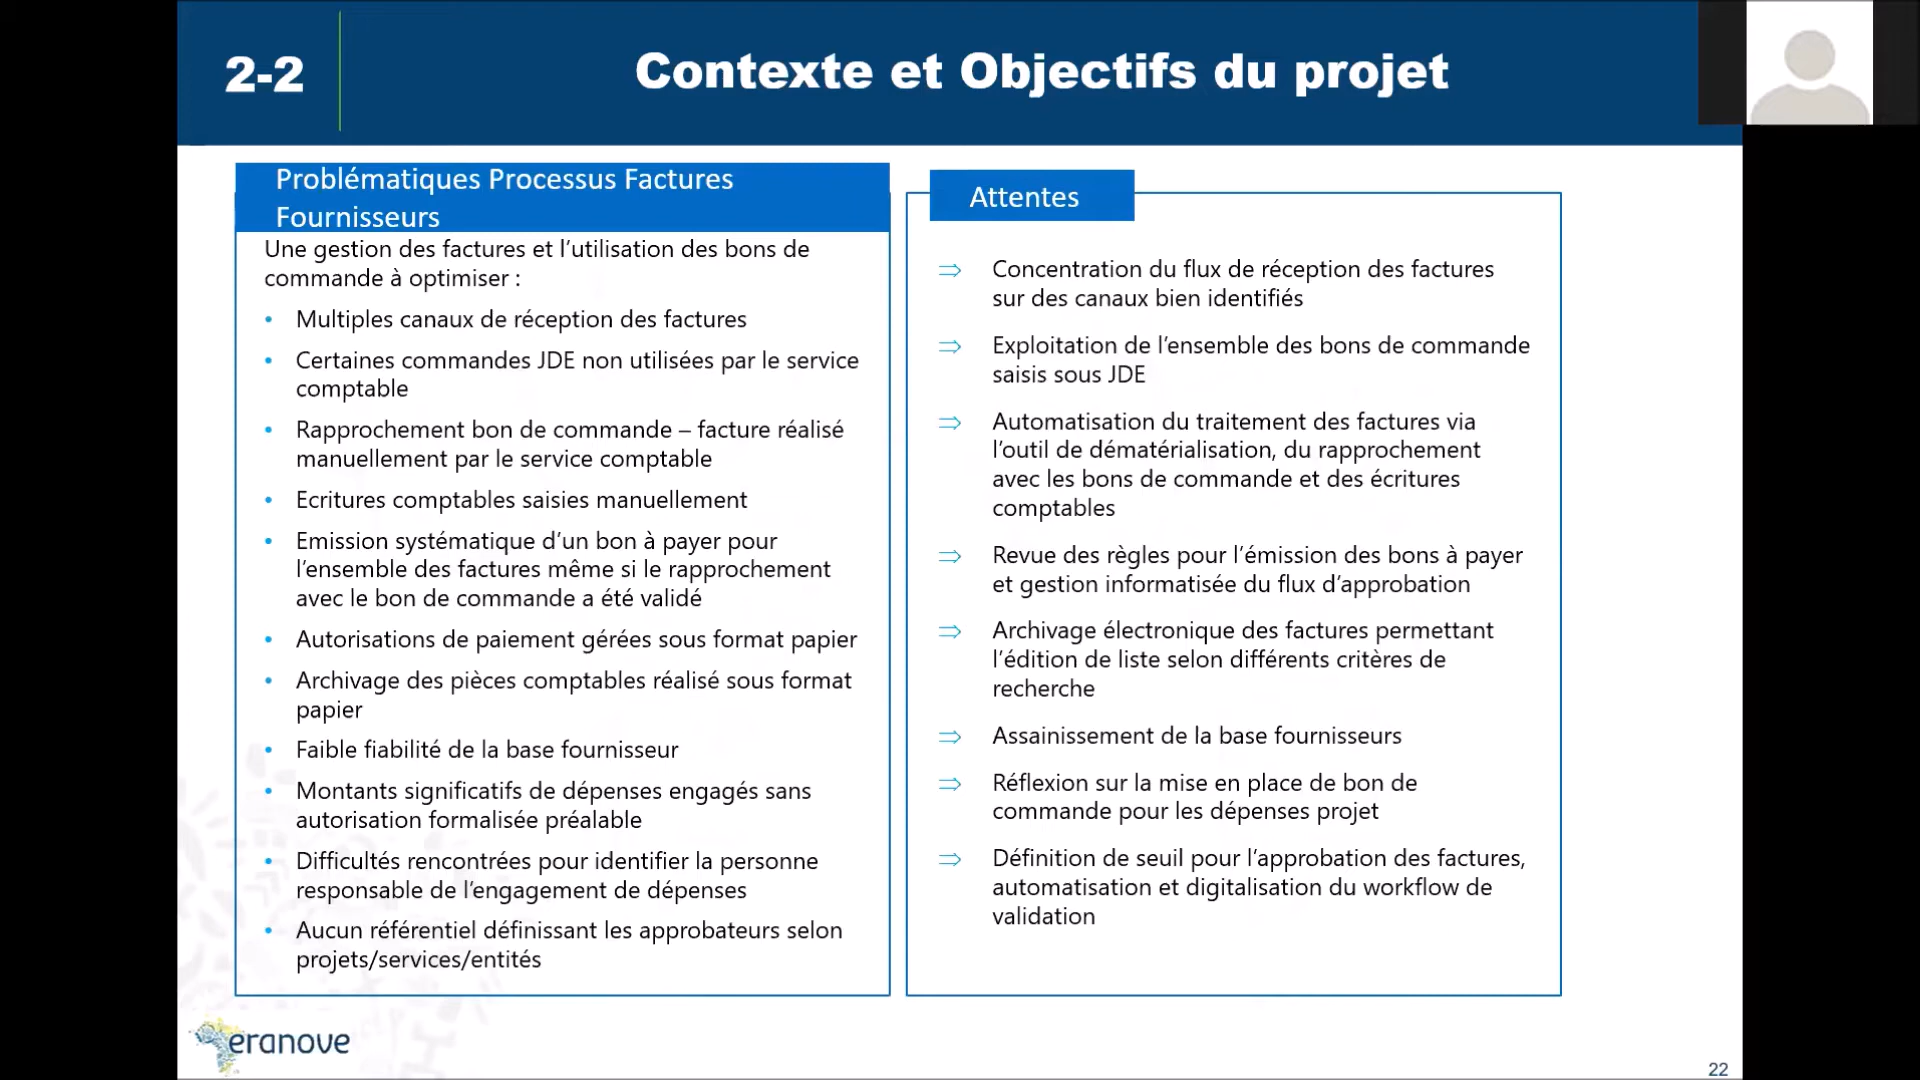 2-2
Contexte et Objectifs du projet
Problématiques Processus Factures
Fournisseurs
Une gestion des factures et l’utilisation des bons de
commande à optimiser :
• Multiples canaux de réception des factures
• Certaines commandes JDE non utilisées par le service
comptable
• Rapprochement bon de commande – facture réalisé
manuellement par le service comptable
• Ecritures comptables saisies manuellement
• Emission systématique d’un bon à payer pour
l’ensemble des factures même si le rapprochement
avec le bon de commande a été validé
• Autorisations de paiement gérées sous format papier
• Archivage des pièces comptables réalisé sous format
papier
• Faible fiabilité de la base fournisseur
• Montants significatifs de dépenses engagés sans
autorisation formalisée préalable
• Difficultés rencontrées pour identifier la personne
responsable de l’engagement de dépenses
• Aucun référentiel définissant les approbateurs selon
projets/services/entités
Attentes
⇒ Concentration du flux de réception des factures
sur des canaux bien identifiés
⇒ Exploitation de l’ensemble des bons de commande
saisis sous JDE
⇒ Automatisation du traitement des factures via
l’outil de dématérialisation, du rapprochement
avec les bons de commande et des écritures
comptables
⇒ Revue des règles pour l’émission des bons à payer
et gestion informatisée du flux d’approbation
⇒ Archivage électronique des factures permettant
l’édition de liste selon différents critères de
recherche
⇒ Assainissement de la base fournisseurs
⇒ Réflexion sur la mise en place de bon de
commande pour les dépenses projet
⇒ Définition de seuil pour l’approbation des factures,
automatisation et digitalisation du workflow de
validation
eranove
22